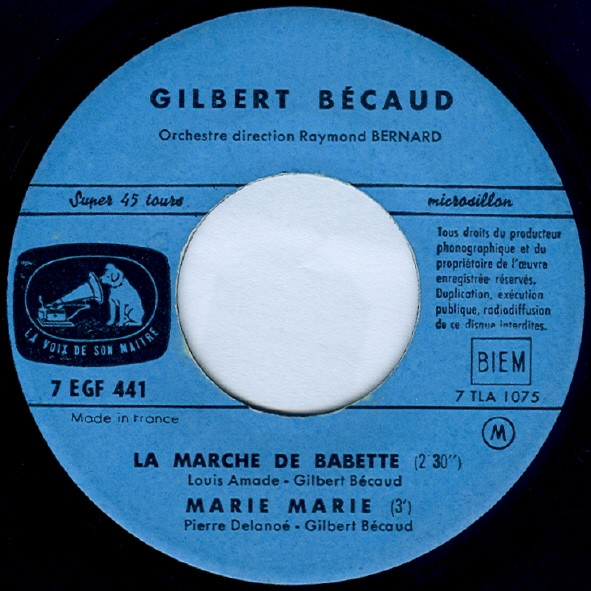 GILBERT BÉCAUD
Orchestre direction Raymond BERNARD
Super 45 tours
microsillon
Tous droits du producteur
phonographique et du
propriétaire de l'œuvre
enregistrée réservés.
Duplication, exécution
publique, radiodiffusion
de ce disque interdites.
LA VOIX DE SON MAITRE
BIEM
7 EGF 441
7 TLA 1075
Made in France
M
LA MARCHE DE BABETTE (2'30'')
Louis Amade - Gilbert Bécaud
MARIE MARIE (3')
Pierre Delanoé - Gilbert Bécaud